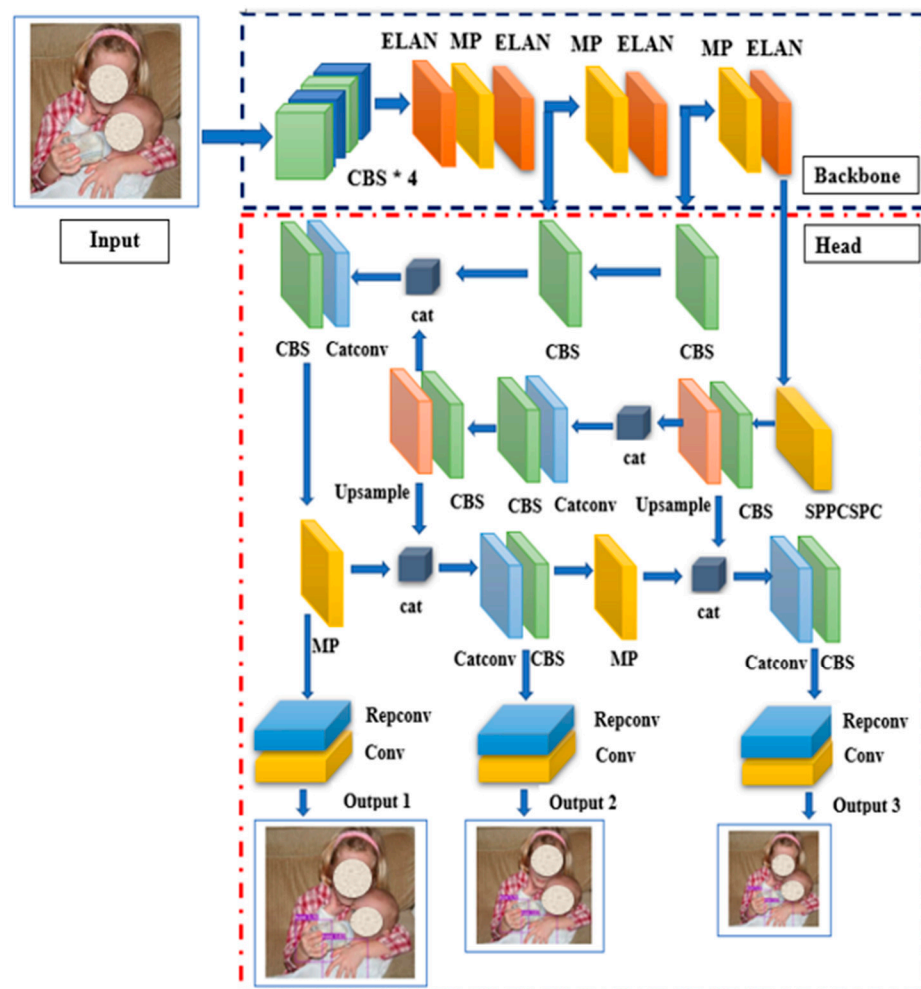 ELAN MP ELAN MP ELAN MP ELAN
CBS * 4
Backbone
Input
Head
cat
CBS Catconv CBS CBS
cat
Upsample CBS CBS Catconv Upsample CBS SPPCSPC
cat cat
MP Catconv CBS MP Catconv CBS
Repconv Repconv Repconv
Conv Conv Conv
Output 1 Output 2 Output 3